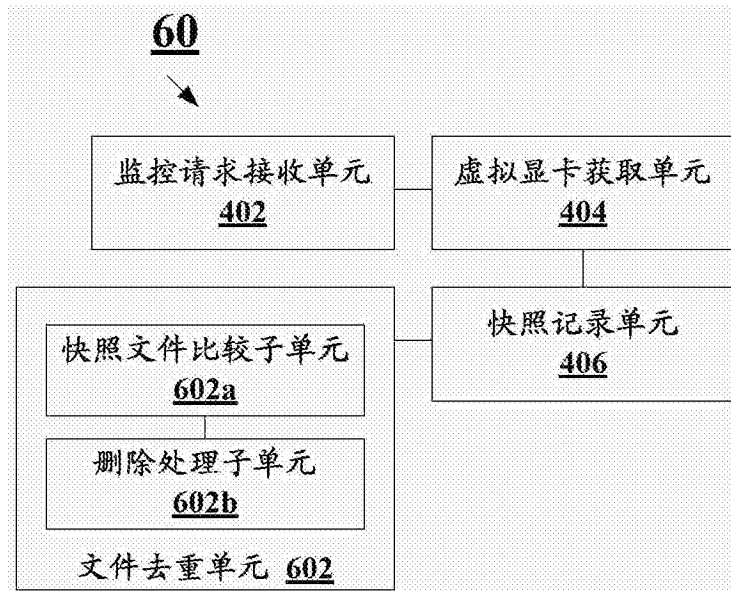 60
监控请求接收单元
402
虚拟显卡获取单元
404
快照记录单元
406
快照文件比较子单元
602a
删除处理子单元
602b
文件去重单元 602